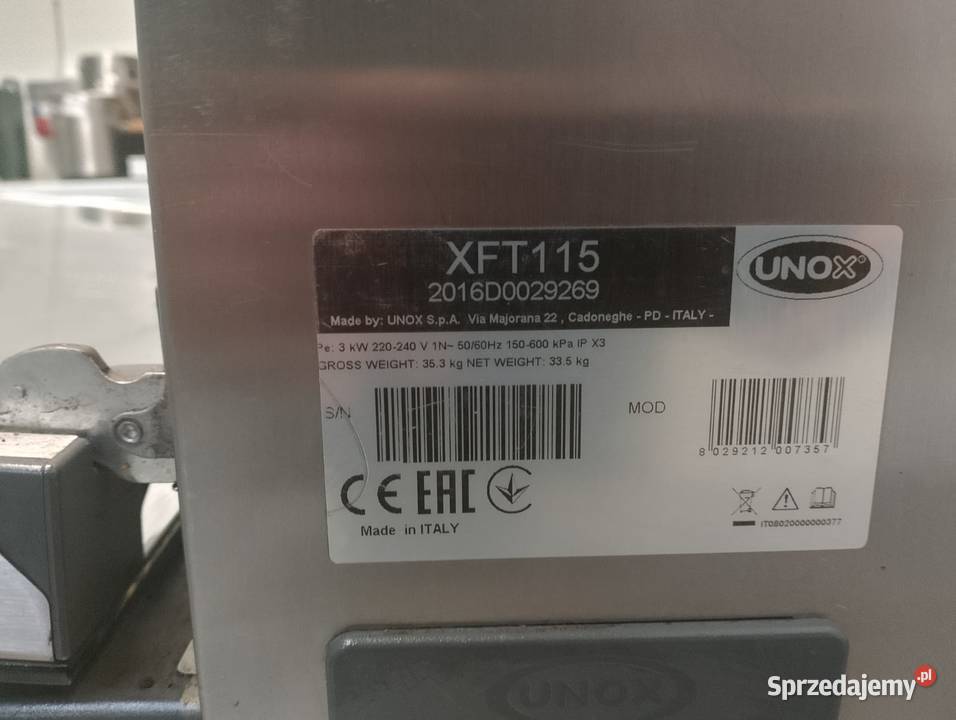 XFT115
2016D0029269
Made by: UNOX S.p.A. Via Majorana 22 , Cadoneghe - PD - ITALY -
UNOX®
Pe: 3 kW 220-240 V 1N~ 50/60Hz 150-600 kPa IP X3
GROSS WEIGHT: 35.3 kg NET WEIGHT: 33.5 kg
S/N
MOD
8 029212 007357
CE EAC
Made in ITALY
IT08020000000377
UNOX
Sprzedajemy.pl